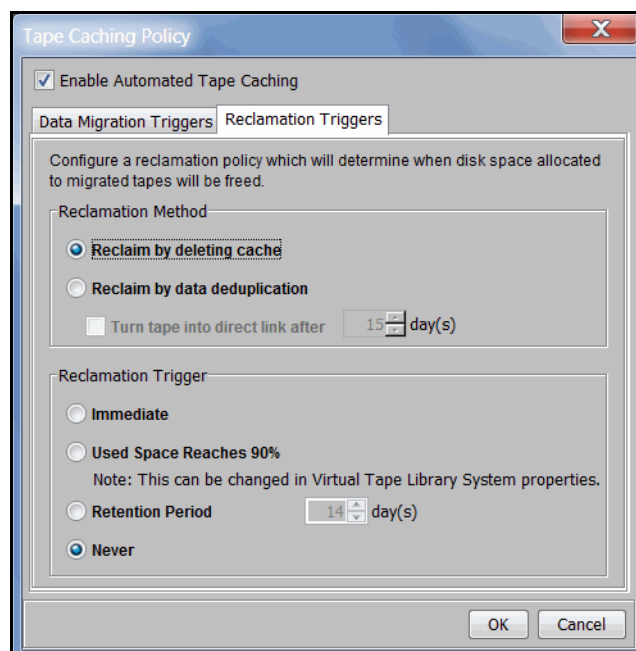 Tape Caching Policy
X
Enable Automated Tape Caching
Data Migration Triggers Reclamation Triggers
Configure a reclamation policy which will determine when disk space allocated
to migrated tapes will be freed.
Reclamation Method
Reclaim by deleting cache
Reclaim by data deduplication
Turn tape into direct link after 15 day(s)
Reclamation Trigger
Immediate
Used Space Reaches 90%
Note: This can be changed in Virtual Tape Library System properties.
Retention Period 14 day(s)
Never
OK Cancel